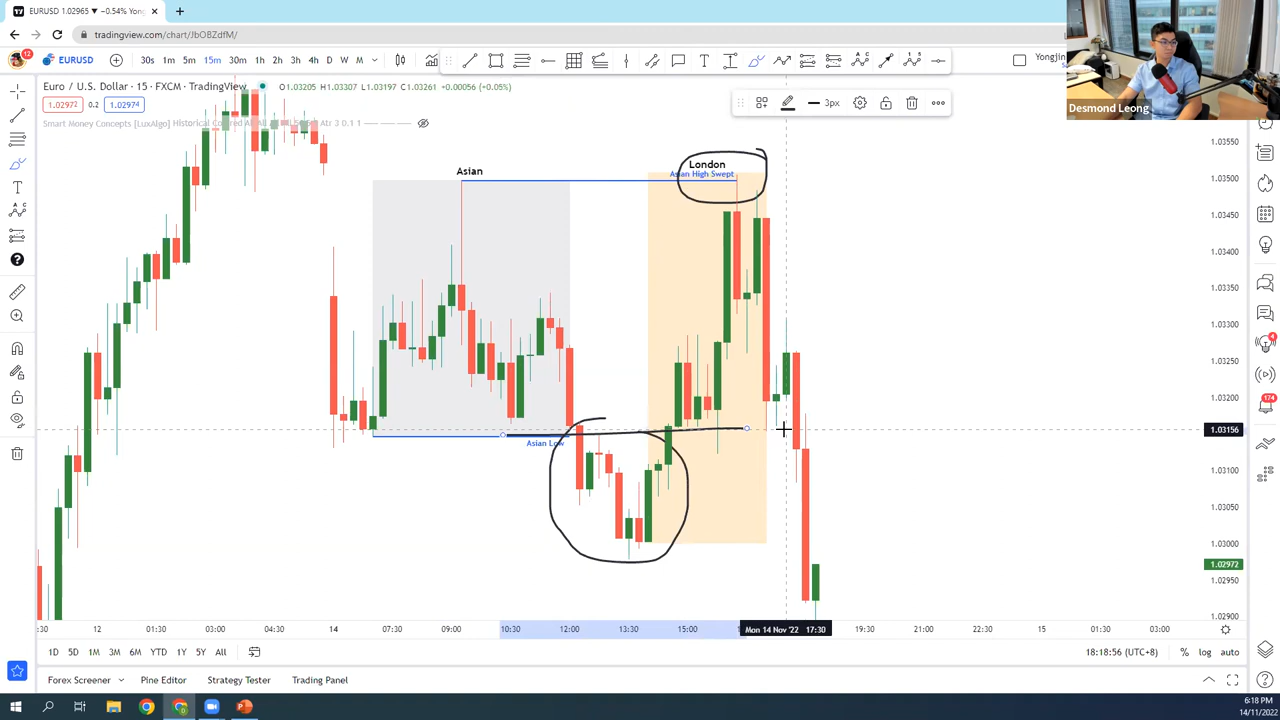 EURUSD 1.02965 ▼ −0.54% Yong
tradingview.com/chart/JbOBZdfM/
12
EURUSD
30s 1m 5m 15m 30m 1h 2h 3h 4h D W M
YongJin
Euro / U.S. Dollar · 15 · FXCM · TradingView
O1.03205 H1.03307 L1.03197 C1.03261 +0.00056 (+0.05%)
1.02972 0.2 1.02974
3px
Desmond Leong
Smart Money Concepts [LuxAlgo]
Asian
London
Asian High Swept
Asian Low
1.03550
1.03500
1.03450
1.03400
1.03350
1.03300
1.03250
1.03200
1.03156
1.03100
1.03050
1.03000
1.02972
1.02950
1.02900
4
174
:30 12 01:30 03:00 04:30 14 07:30 09:00 10:30 12:00 13:30 15:00 Mon 14 Nov '22 17:30 19:30 21:00 22:30 15 01:30 03:00
1D 5D 1M 3M 6M YTD 1Y 5Y All
18:18:56 (UTC+8) % log auto
Forex Screener Pine Editor Strategy Tester Trading Panel
6:18 PM
14/11/2022